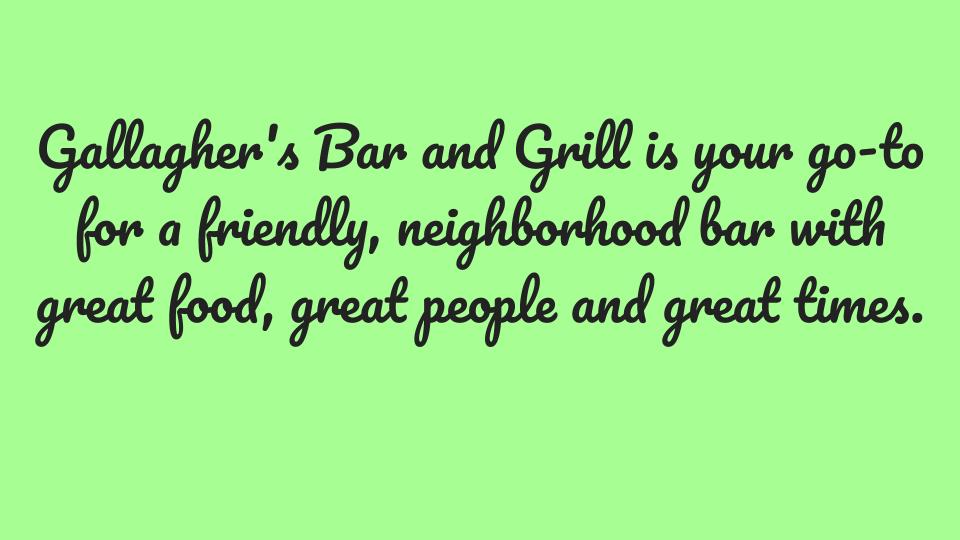 Gallagher's Bar and Grill is your go-to
for a friendly, neighborhood bar with
great food, great people and great times.